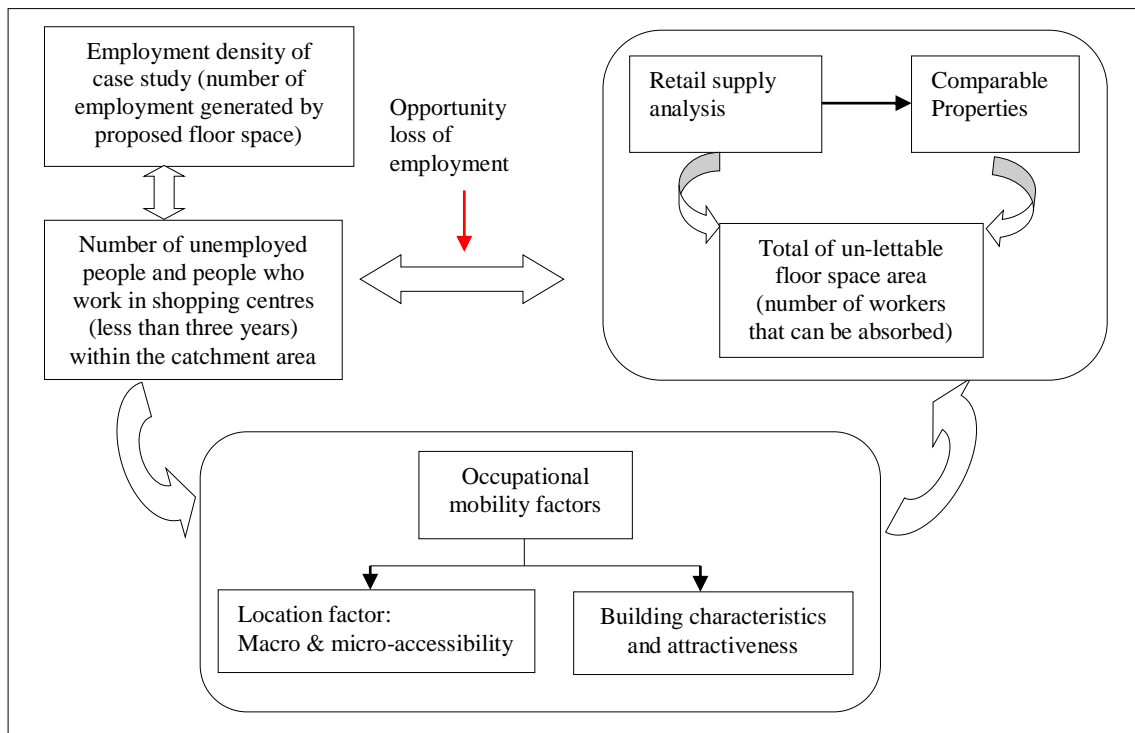 Employment density of
case study (number of
employment generated by
proposed floor space)
Number of unemployed
people and people who
work in shopping centres
(less than three years)
within the catchment area
Opportunity
loss of
employment
Retail supply
analysis
Comparable
Properties
Total of un-lettable
floor space area
(number of workers
that can be absorbed)
Occupational
mobility factors
Location factor:
Macro & micro-accessibility
Building characteristics
and attractiveness